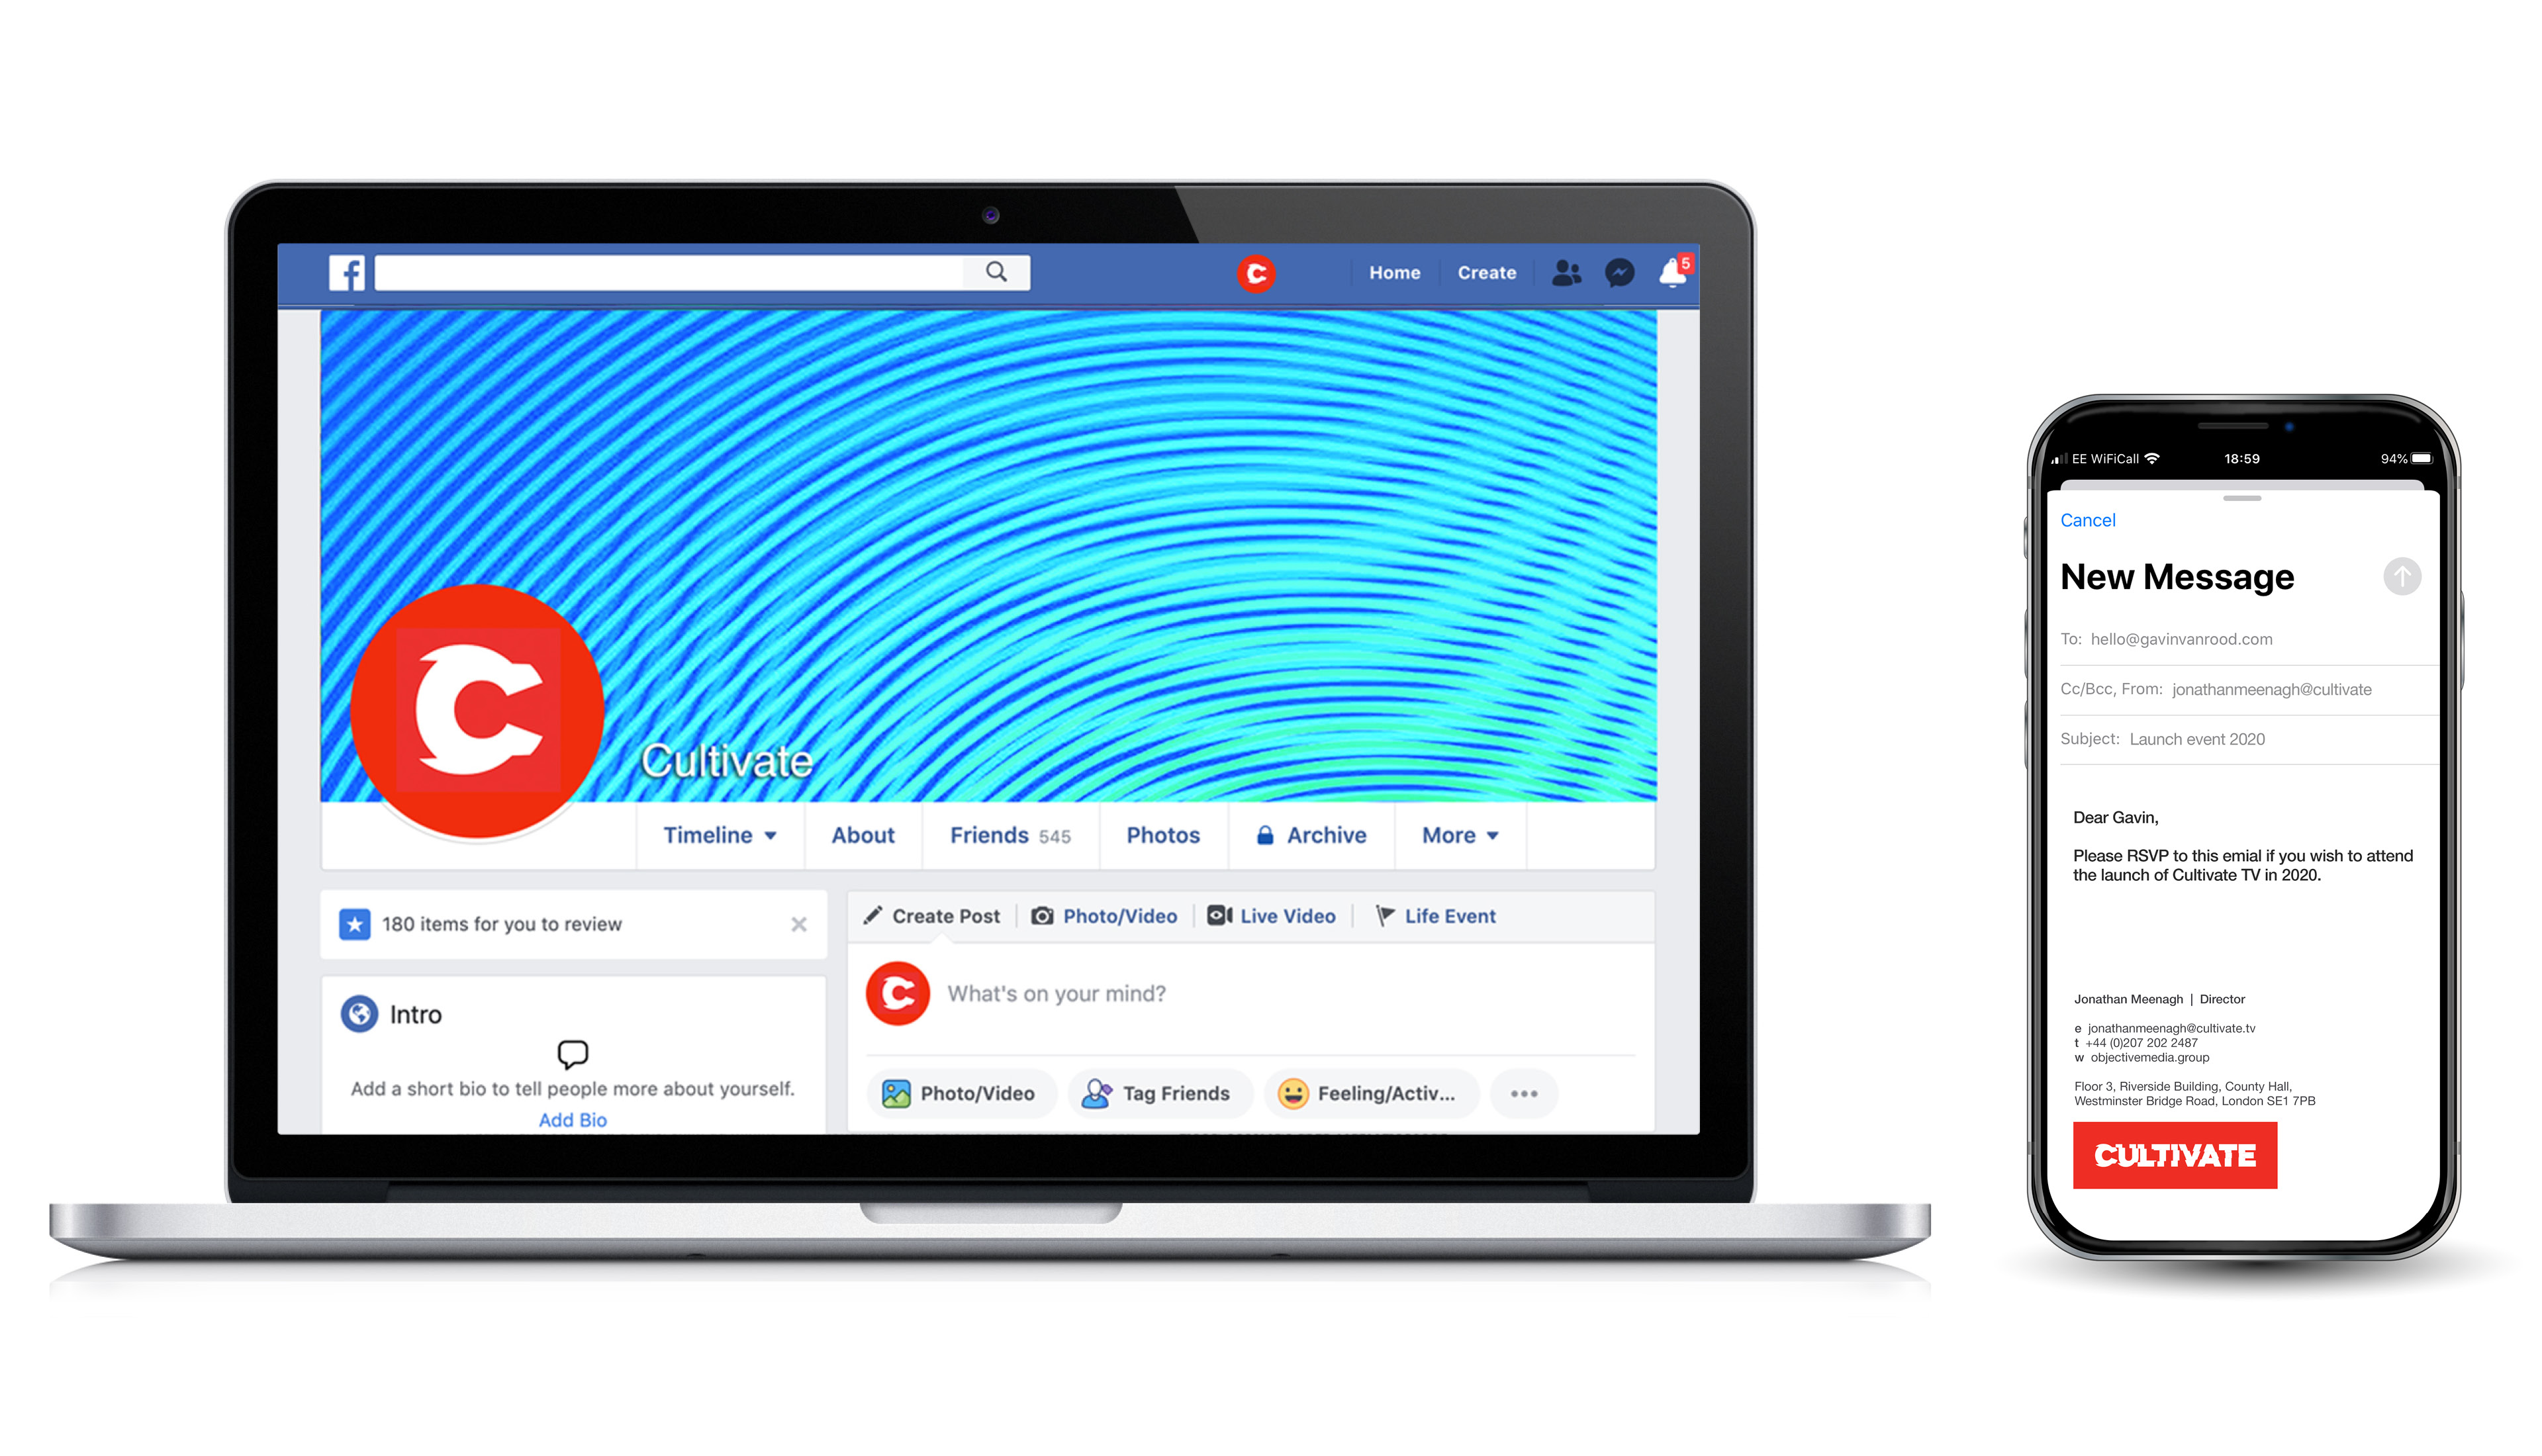 Home
Create
5
Cultivate
Timeline
About
Friends 545
Photos
Archive
More
180 items for you to review
Intro
Add a short bio to tell people more about yourself.
Add Bio
Create Post
Photo/Video
Live Video
Life Event
What's on your mind?
Photo/Video
Tag Friends
Feeling/Activ...
EE WiFiCall
18:59
94%
Cancel
New Message
To: hello@gavinvanrood.com
Cc/Bcc, From: jonathanmeenagh@cultivate
Subject: Launch event 2020
Dear Gavin,
Please RSVP to this emial if you wish to attend
the launch of Cultivate TV in 2020.
Jonathan Meenagh | Director
e jonathanmeenagh@cultivate.tv
t +44 (0)207 202 2487
w objectivemedia.group
Floor 3, Riverside Building, County Hall,
Westminster Bridge Road, London SE1 7PB
CULTIVATE